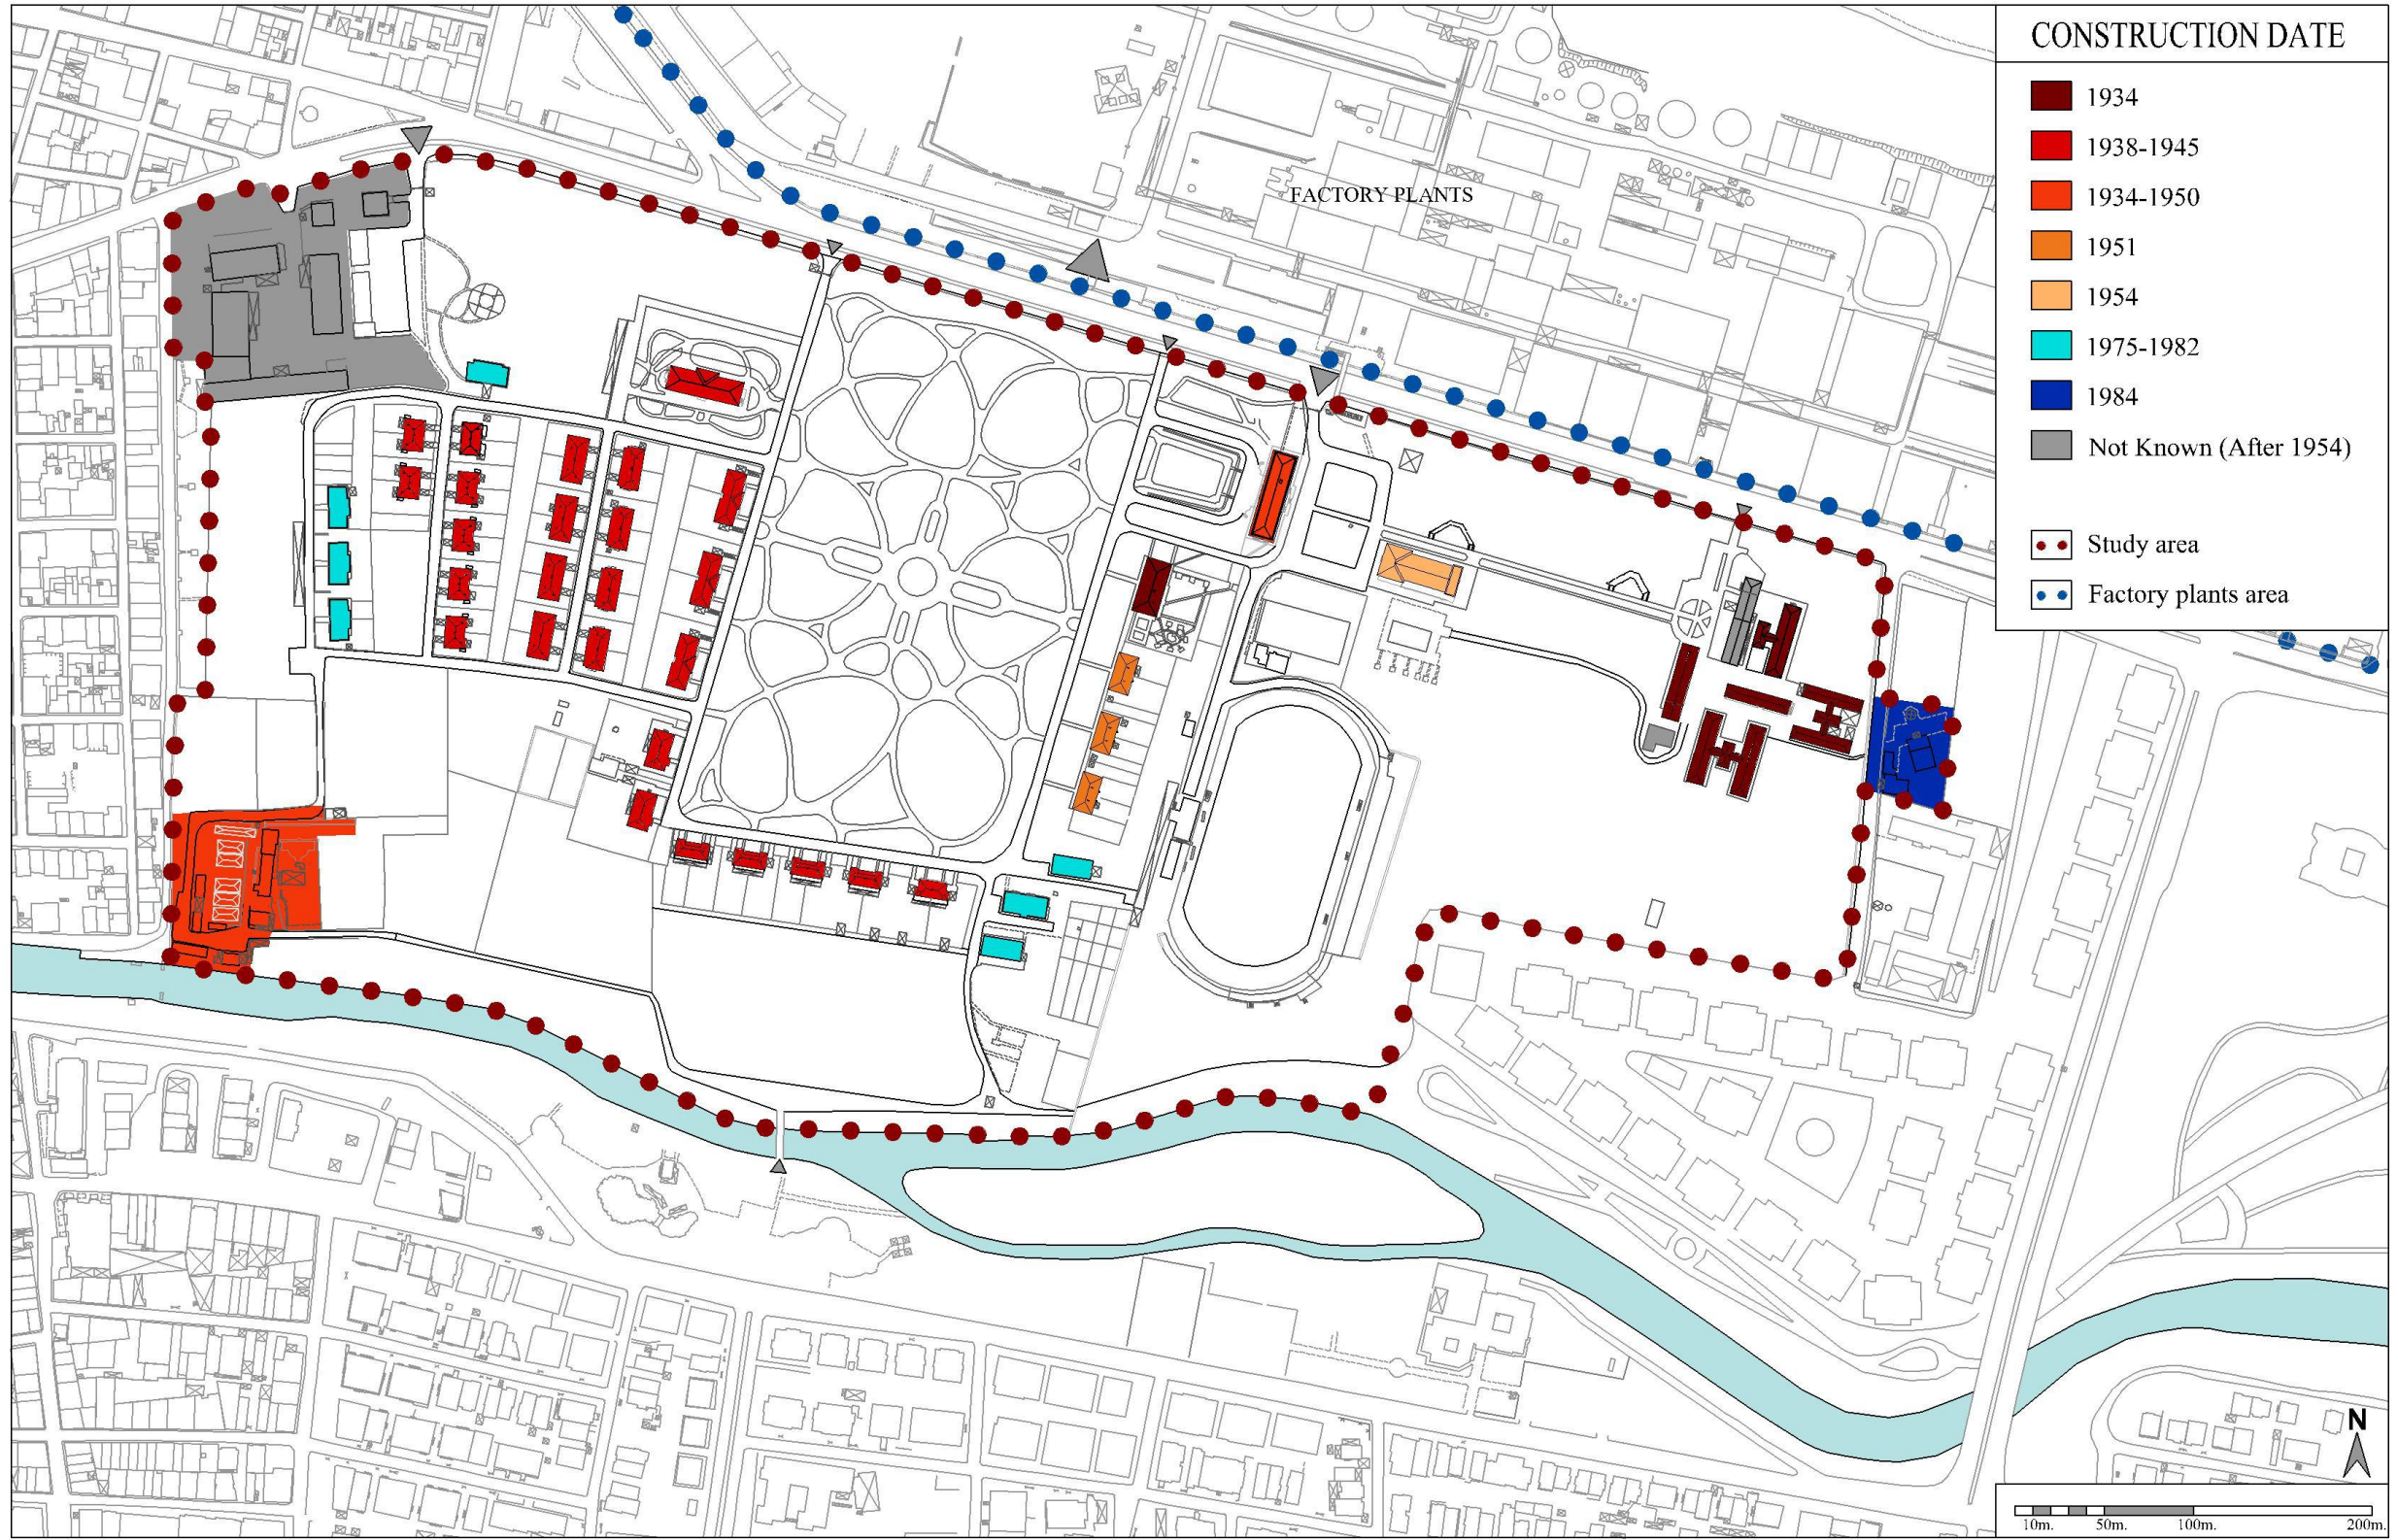 CONSTRUCTION DATE
1934
1938-1945
1934-1950
1951
1954
1975-1982
1984
Not Known (After 1954)
Study area
Factory plants area
FACTORY PLANTS
N
10m. 50m. 100m. 200m.